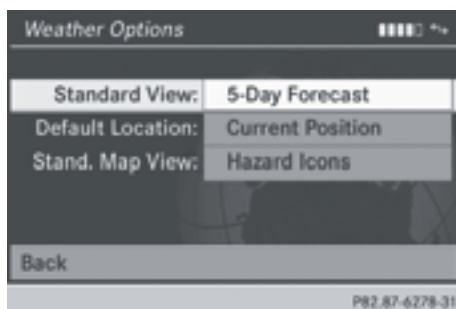 Weather Options
Standard View: 5-Day Forecast
Default Location: Current Position
Stand. Map View: Hazard Icons
Back
P82.87-6278-31